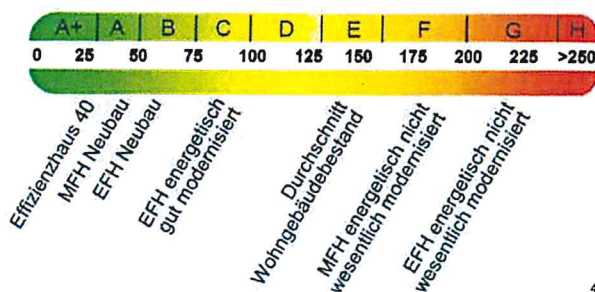 A+ A B C D E F G H
0 25 50 75 100 125 150 175 200 225 >250
Effizienzhaus 40
MFH Neubau
EFH Neubau
EFH energetisch
gut modernisiert
Durchschnitt
Wohngebäudebestand
MFH energetisch nicht
wesentlich modernisiert
EFH energetisch nicht
wesentlich modernisiert